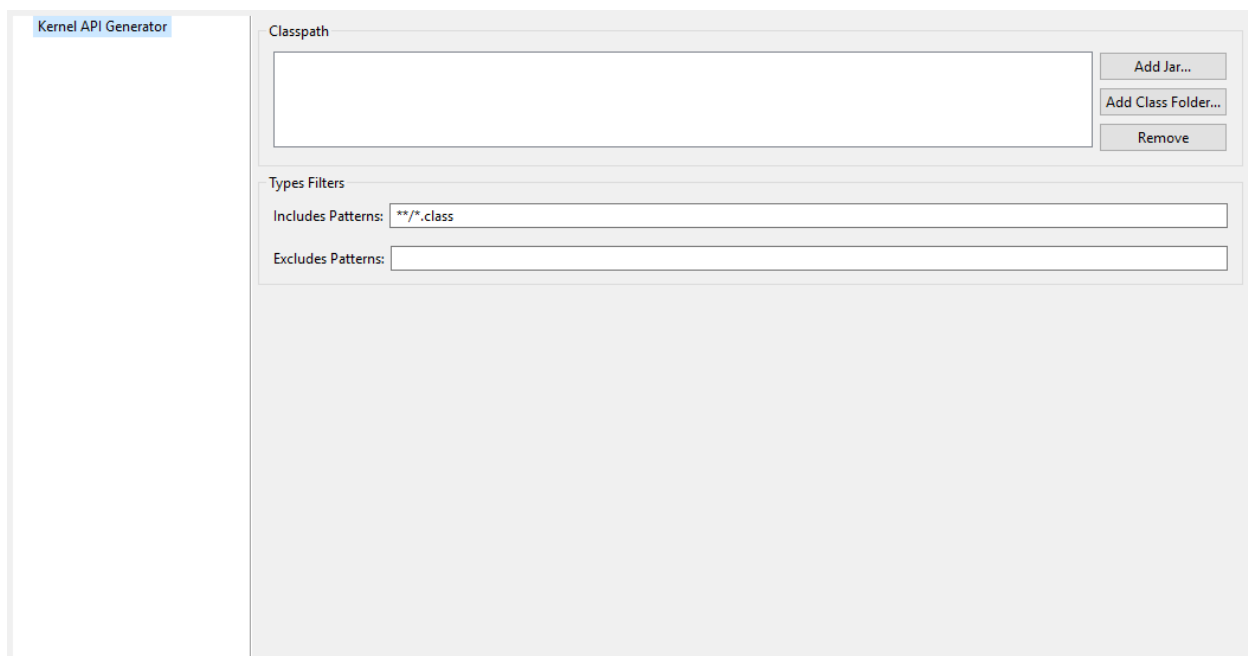 Kernel API Generator
Classpath
Add Jar...
Add Class Folder...
Remove
Types Filters
Includes Patterns: **/*.class
Excludes Patterns: